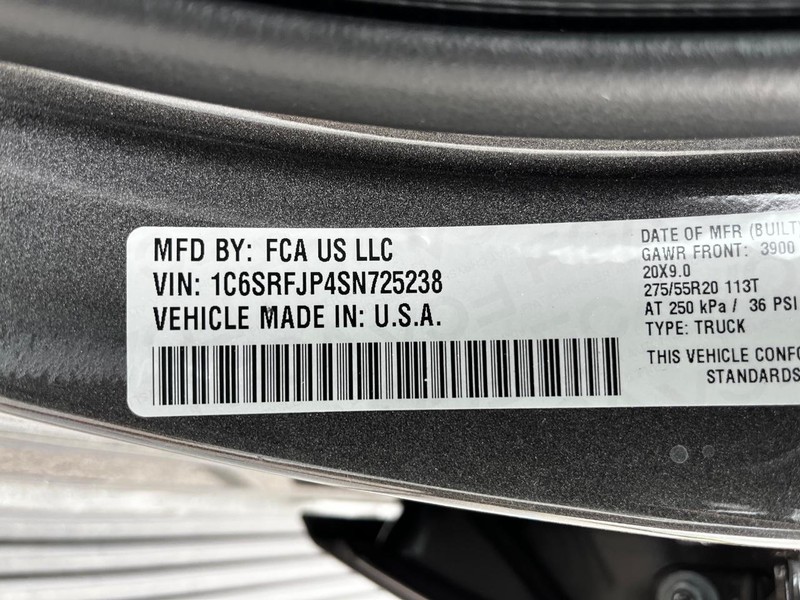 MFD BY: FCA US LLC
VIN: 1C6SRFJP4SN725238
VEHICLE MADE IN: U.S.A.
DATE OF MFR (BUILT
GAWR FRONT: 3900
20X9.0
275/55R20 113T
AT 250 kPa / 36 PSI
TYPE: TRUCK
THIS VEHICLE CONFO
STANDARDS